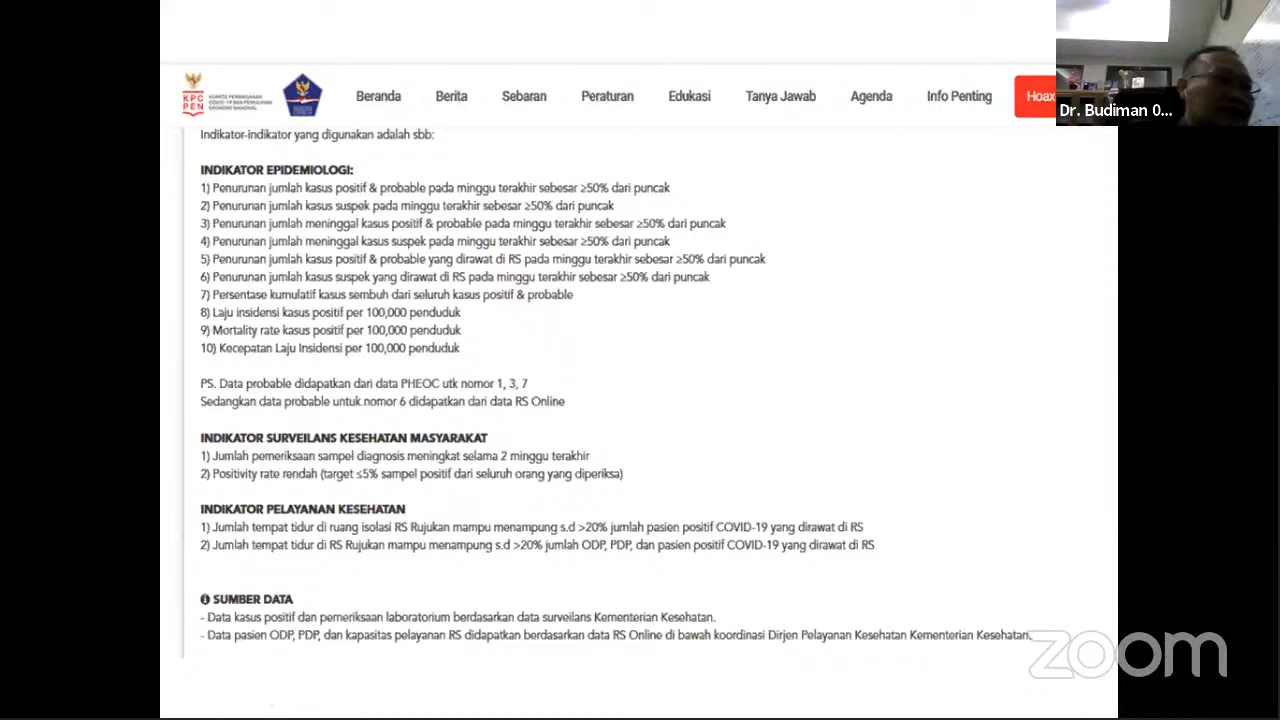 KPC PEN
KOMITE PENANGANAN
COVID-19 DAN PEMULIHAN
EKONOMI NASIONAL
Beranda Berita Sebaran Peraturan Edukasi Tanya Jawab Agenda Info Penting Hoax
Dr. Budiman 0...
Indikator-indikator yang digunakan adalah sbb:
INDIKATOR EPIDEMIOLOGI:
1) Penurunan jumlah kasus positif & probable pada minggu terakhir sebesar ≥50% dari puncak
2) Penurunan jumlah kasus suspek pada minggu terakhir sebesar ≥50% dari puncak
3) Penurunan jumlah meninggal kasus positif & probable pada minggu terakhir sebesar ≥50% dari puncak
4) Penurunan jumlah meninggal kasus suspek pada minggu terakhir sebesar ≥50% dari puncak
5) Penurunan jumlah kasus positif & probable yang dirawat di RS pada minggu terakhir sebesar ≥50% dari puncak
6) Penurunan jumlah kasus suspek yang dirawat di RS pada minggu terakhir sebesar ≥50% dari puncak
7) Persentase kumulatif kasus sembuh dari seluruh kasus positif & probable
8) Laju insidensi kasus positif per 100,000 penduduk
9) Mortality rate kasus positif per 100,000 penduduk
10) Kecepatan Laju Insidensi per 100,000 penduduk
PS. Data probable didapatkan dari data PHEOC utk nomor 1, 3, 7
Sedangkan data probable untuk nomor 6 didapatkan dari data RS Online
INDIKATOR SURVEILANS KESEHATAN MASYARAKAT
1) Jumlah pemeriksaan sampel diagnosis meningkat selama 2 minggu terakhir
2) Positivity rate rendah (target ≤5% sampel positif dari seluruh orang yang diperiksa)
INDIKATOR PELAYANAN KESEHATAN
1) Jumlah tempat tidur di ruang isolasi RS Rujukan mampu menampung s.d >20% jumlah pasien positif COVID-19 yang dirawat di RS
2) Jumlah tempat tidur di RS Rujukan mampu menampung s.d >20% jumlah ODP, PDP, dan pasien positif COVID-19 yang dirawat di RS
SUMBER DATA
- Data kasus positif dan pemeriksaan laboratorium berdasarkan data surveilans Kementerian Kesehatan.
- Data pasien ODP, PDP, dan kapasitas pelayanan RS didapatkan berdasarkan data RS Online di bawah koordinasi Dirjen Pelayanan Kesehatan Kementerian Kesehatan.
zoom